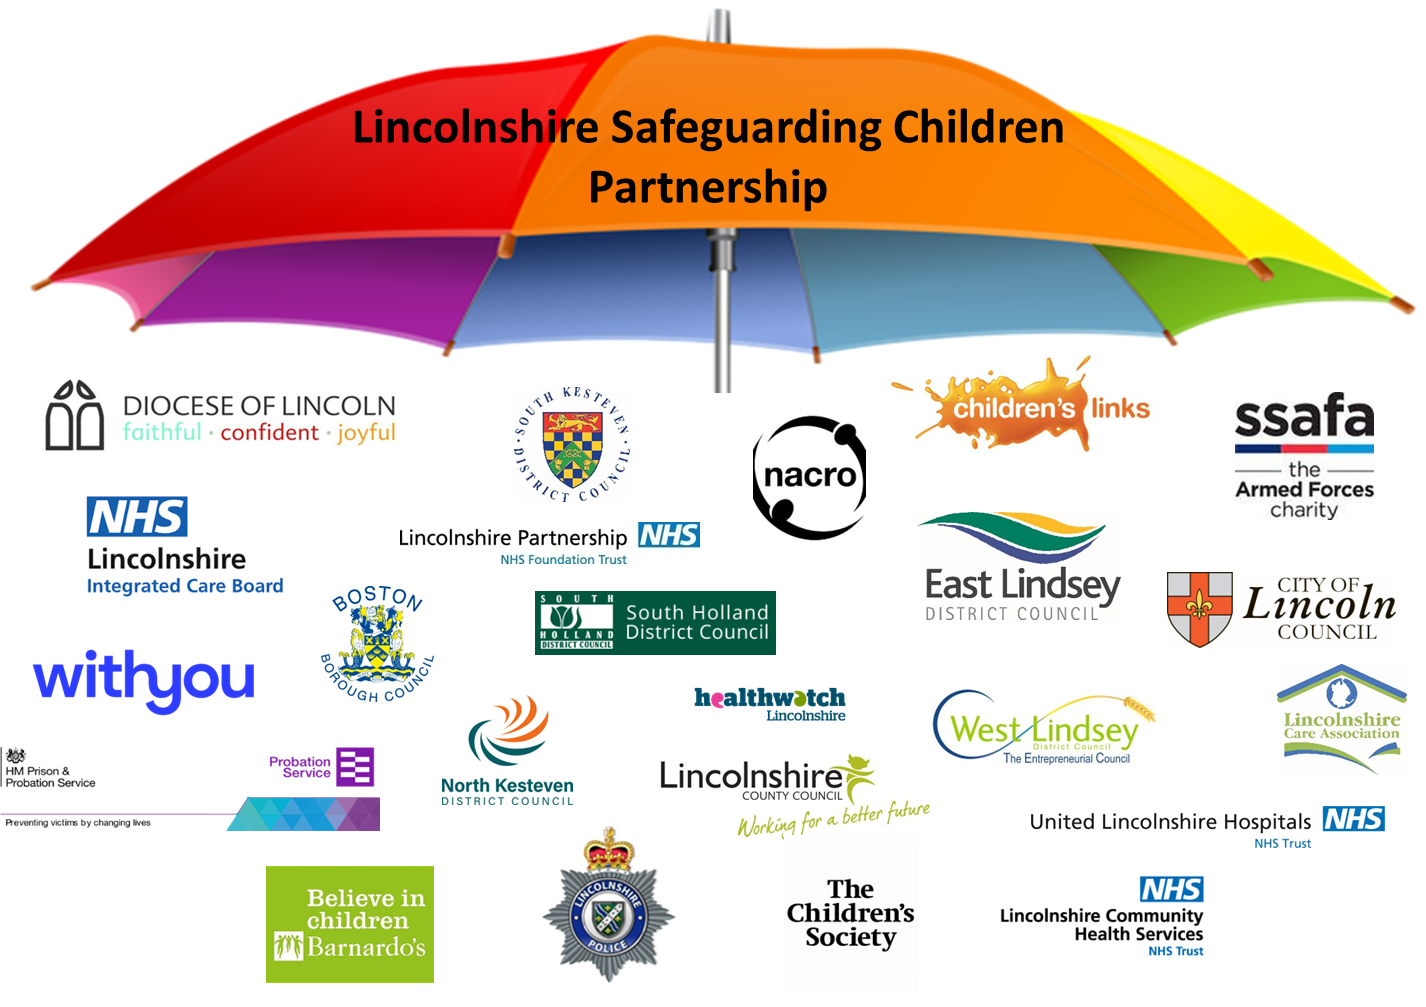 Lincolnshire Safeguarding Children
Partnership
DIOCESE OF LINCOLN
faithful · confident · joyful
SOUTH KESTEVEN
· DISTRICT COUNCIL ·
nacro
children's links
ssafa
the
Armed Forces
charity
NHS
Lincolnshire
Integrated Care Board
Lincolnshire Partnership NHS
NHS Foundation Trust
East Lindsey
DISTRICT COUNCIL
CITY OF
Lincoln
COUNCIL
BOSTON
BOROUGH COUNCIL
SOUTH
HOLLAND
DISTRICT COUNCIL
South Holland
District Council
withyou
healthwatch
Lincolnshire
West Lindsey
District Council
The Entrepreneurial Council
Lincolnshire
Care Association
HM Prison &
Probation Service
Probation
Service
Preventing victims by changing lives
North Kesteven
DISTRICT COUNCIL
Lincolnshire
COUNTY COUNCIL
Working for a better future
United Lincolnshire Hospitals NHS
NHS Trust
Believe in
children
Barnardo's
LINCOLNSHIRE
POLICE
The
Children's
Society
NHS
Lincolnshire Community
Health Services
NHS Trust